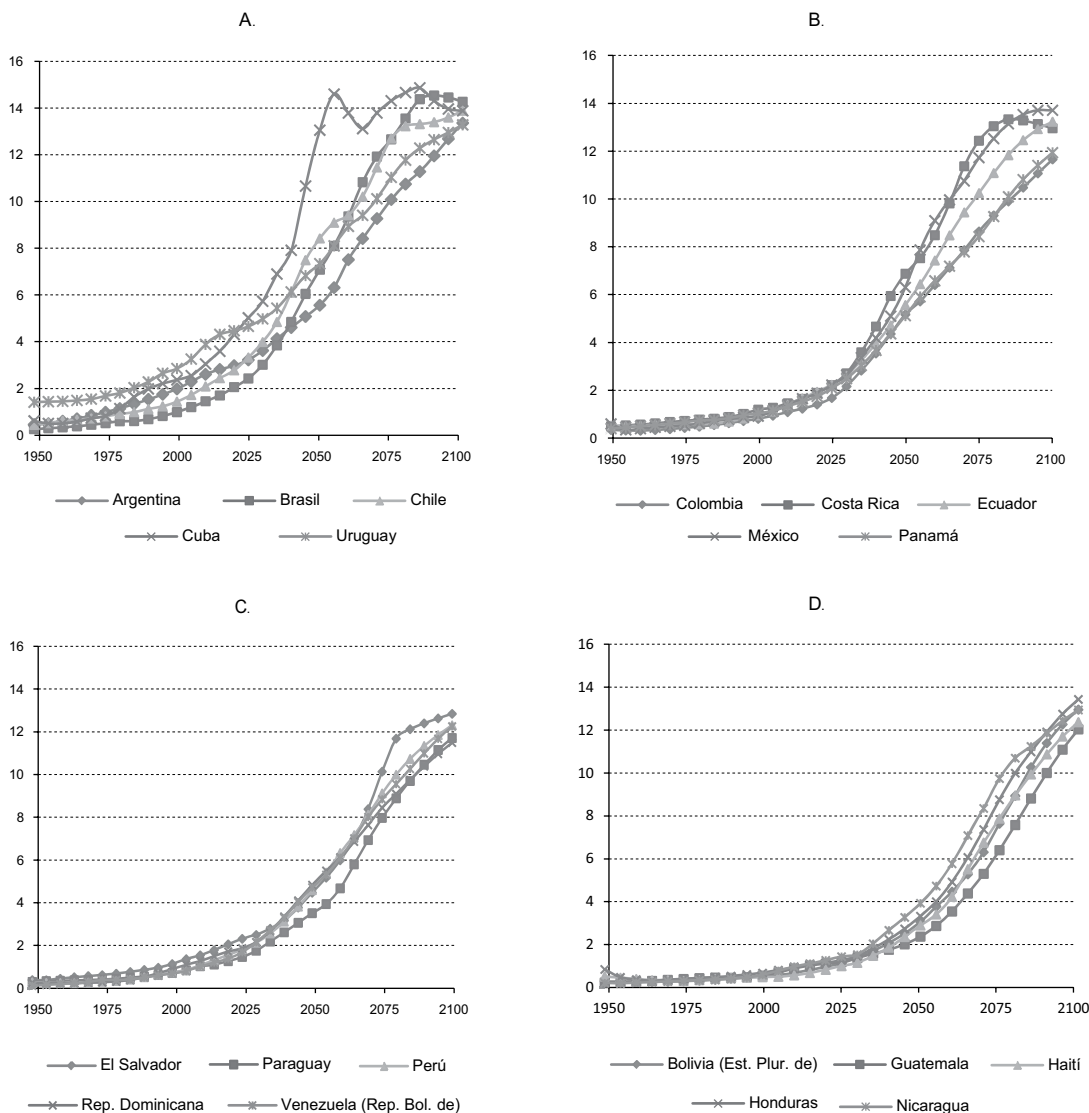 A.
16
14
12
10
8
6
4
2
0
1950 1975 2000 2025 2050 2075 2100
Argentina Brasil Chile
Cuba Uruguay
B.
16
14
12
10
8
6
4
2
0
1950 1975 2000 2025 2050 2075 2100
Colombia Costa Rica Ecuador
México Panamá
C.
16
14
12
10
8
6
4
2
0
1950 1975 2000 2025 2050 2075 2100
El Salvador Paraguay Perú
Rep. Dominicana Venezuela (Rep. Bol. de)
D.
16
14
12
10
8
6
4
2
0
1950 1975 2000 2025 2050 2075 2100
Bolivia (Est. Plur. de) Guatemala Haití
Honduras Nicaragua